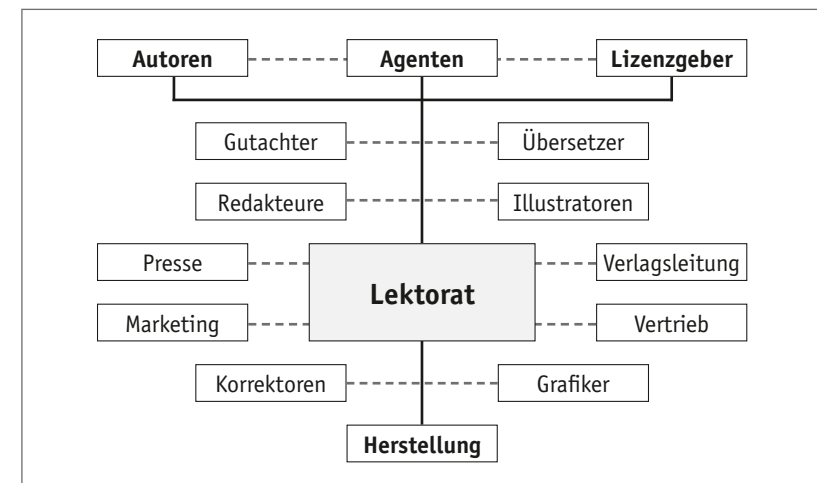 Autoren
Agenten
Lizenzgeber
Gutachter
Übersetzer
Redakteure
Illustratoren
Presse
Verlagsleitung
Lektorat
Marketing
Vertrieb
Korrektoren
Grafiker
Herstellung